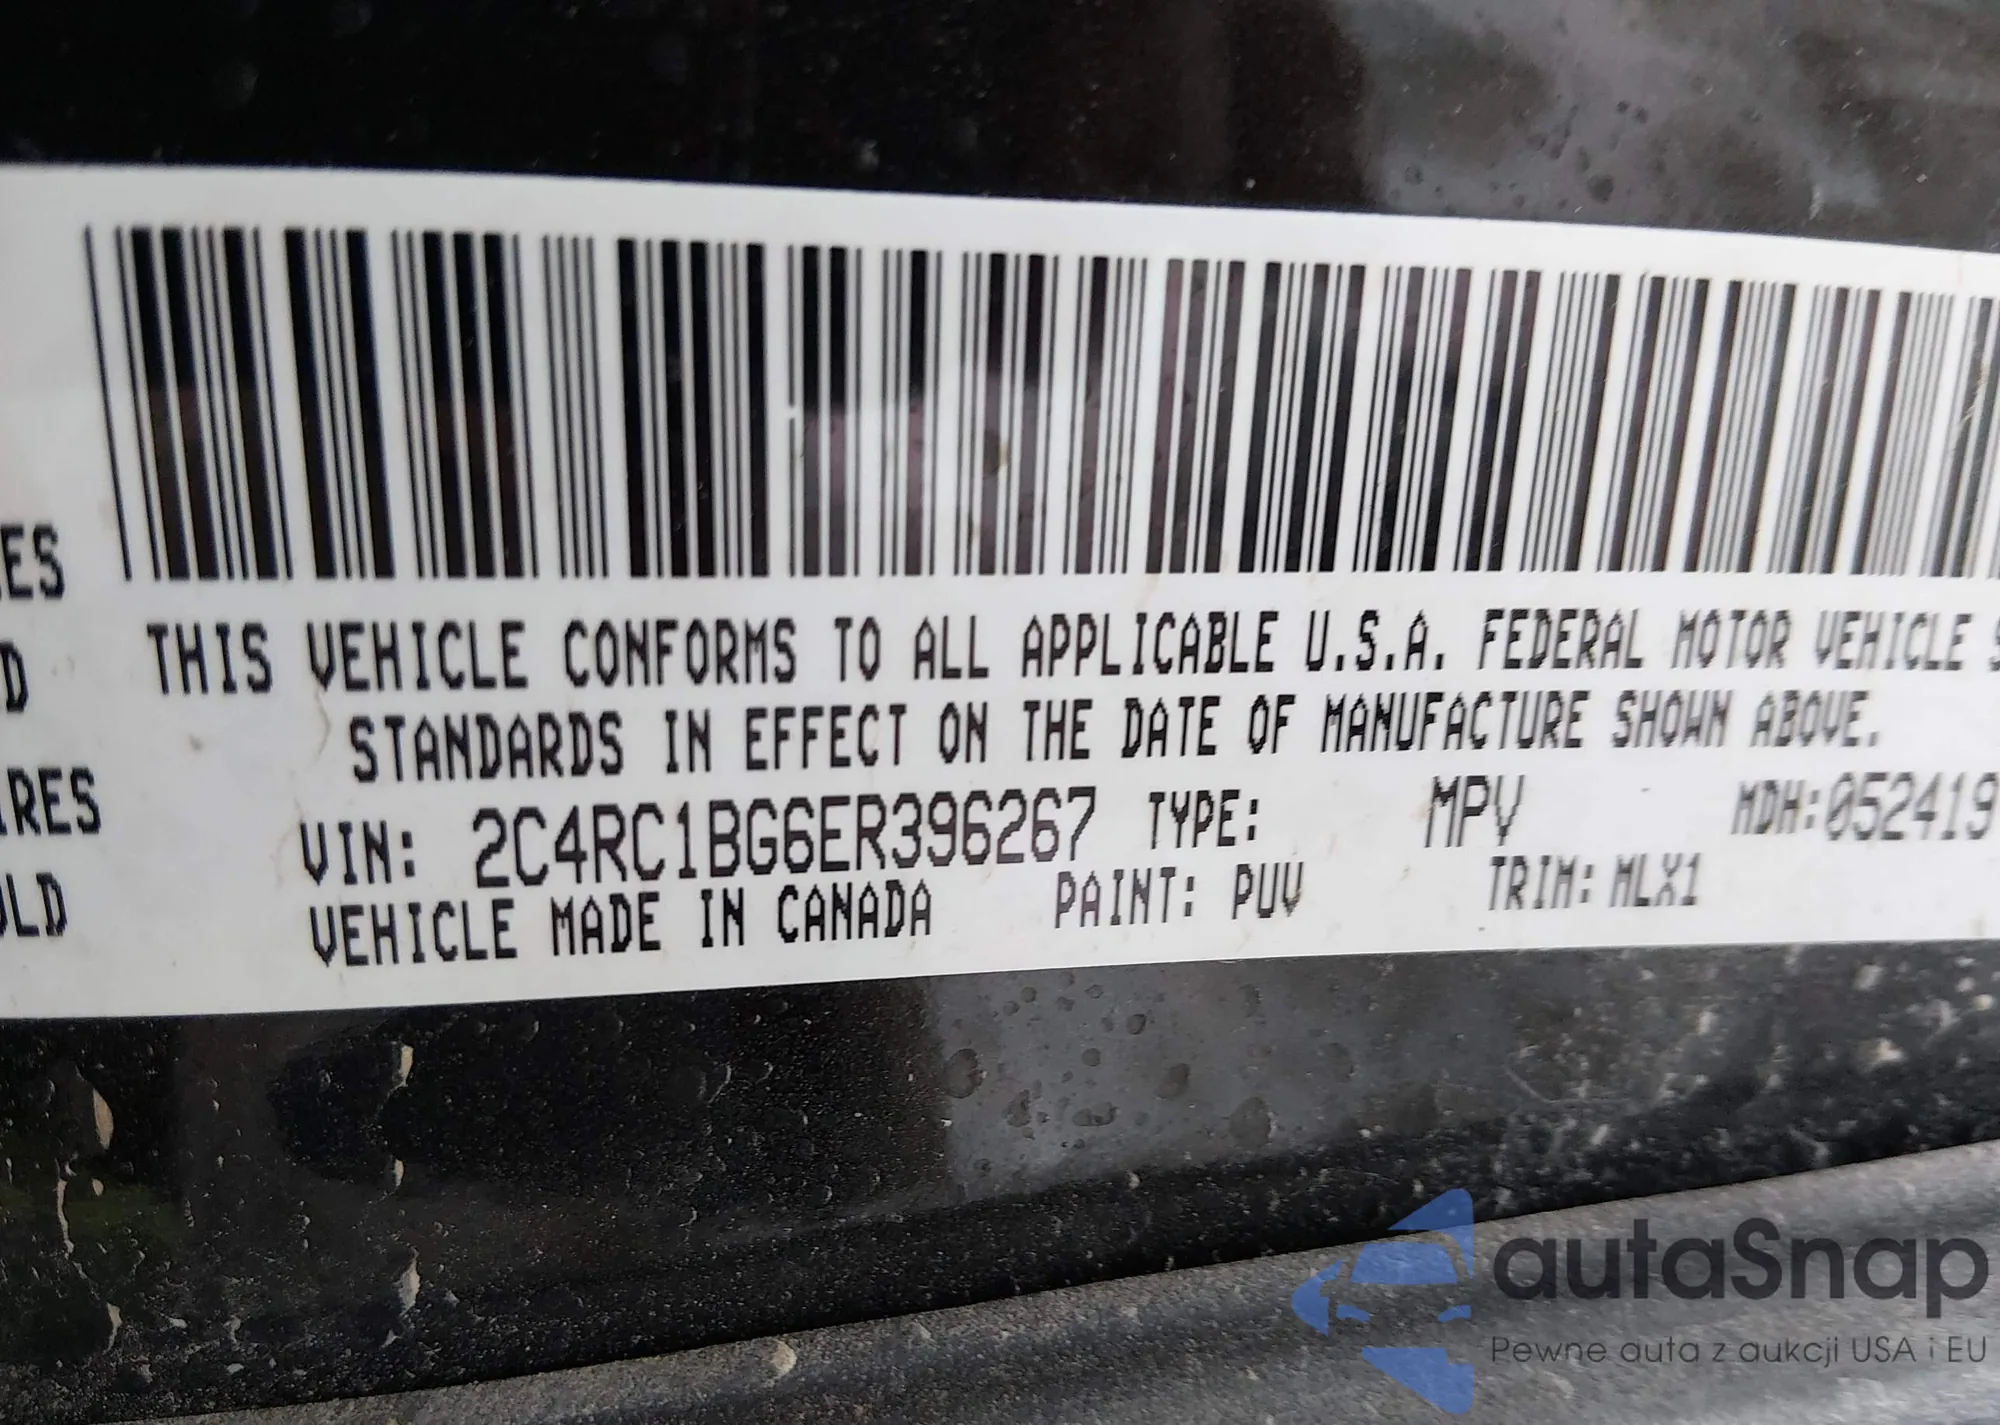 ES
D
IRES
ULD
THIS VEHICLE CONFORMS TO ALL APPLICABLE U.S.A. FEDERAL MOTOR VEHICLE S
STANDARDS IN EFFECT ON THE DATE OF MANUFACTURE SHOWN ABOVE.
VIN: 2C4RC1BG6ER396267 TYPE: MPV MDH:052419
VEHICLE MADE IN CANADA PAINT: PUV TRIM: MLX1
autaSnap
Pewne auta z aukcji USA i EU